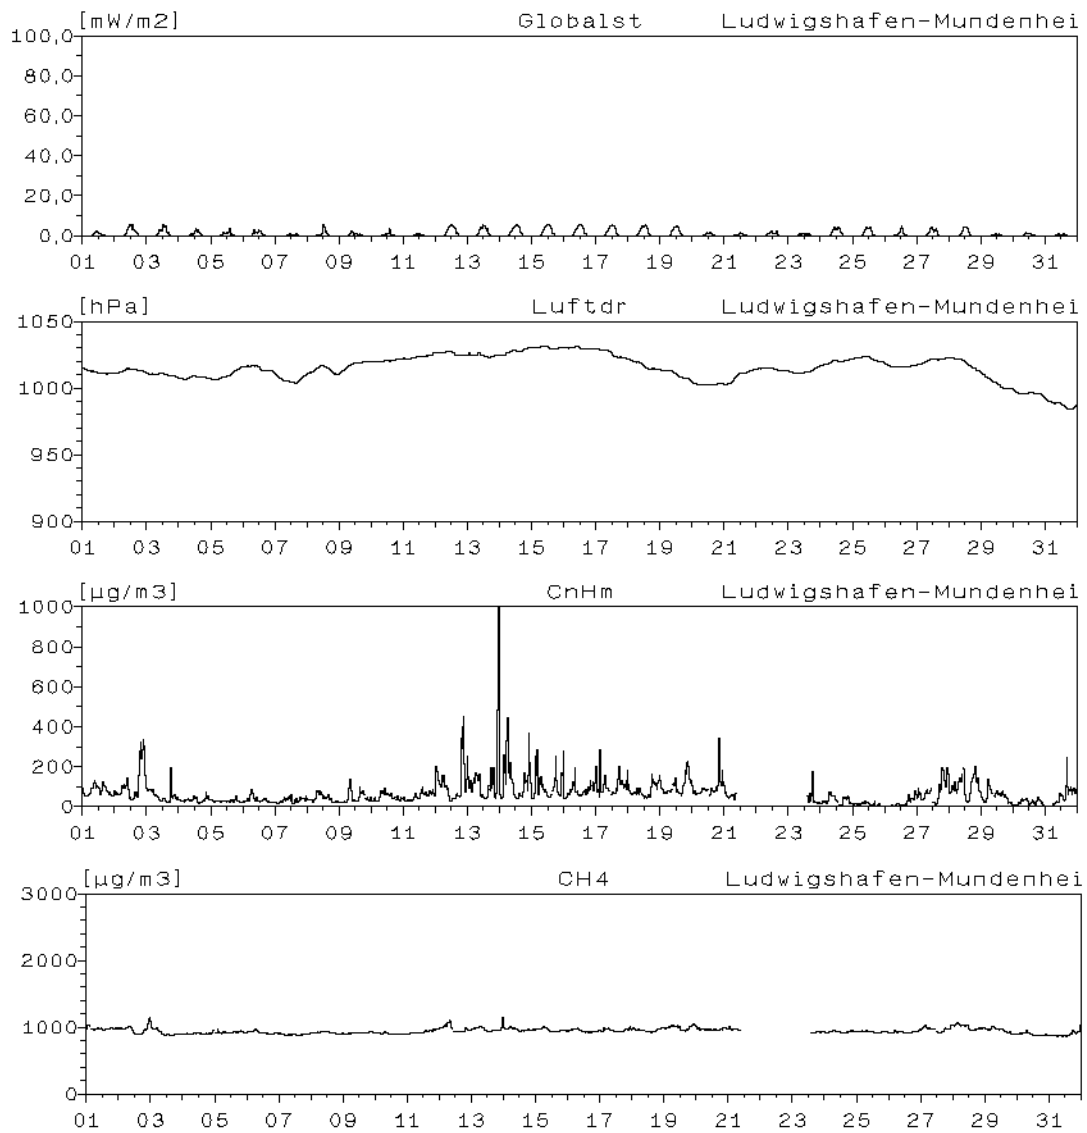 [mW/m2] Globalst Ludwigshafen-Mundenhei
100,0
80,0
60,0
40,0
20,0
0,0
01 03 05 07 09 11 13 15 17 19 21 23 25 27 29 31
[hPa] Luftdr Ludwigshafen-Mundenhei
1050
1000
950
900
01 03 05 07 09 11 13 15 17 19 21 23 25 27 29 31
[µg/m3] CnHm Ludwigshafen-Mundenhei
1000
800
600
400
200
0
01 03 05 07 09 11 13 15 17 19 21 23 25 27 29 31
[µg/m3] CH4 Ludwigshafen-Mundenhei
3000
2000
1000
0
01 03 05 07 09 11 13 15 17 19 21 23 25 27 29 31